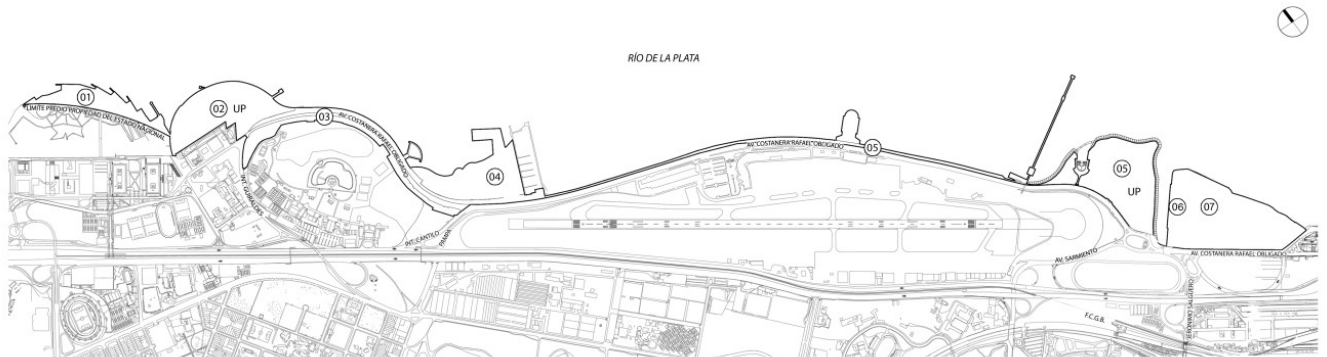 RÍO DE LA PLATA
01
LIMITE PREDIO PROPIEDAD DEL ESTADO NACIONAL
02 UP
03
AV. COSTANERA RAFAEL OBLIGADO
INT. GUIRALDES
04
AV. COSTANERA RAFAEL OBLIGADO
05
05
UP
06
07
INT. CANTILO
PAMPA
AV. SARMIENTO
AV. COSTANERA RAFAEL OBLIGADO
JERONIMO SALGUERO
F.C.G.B.